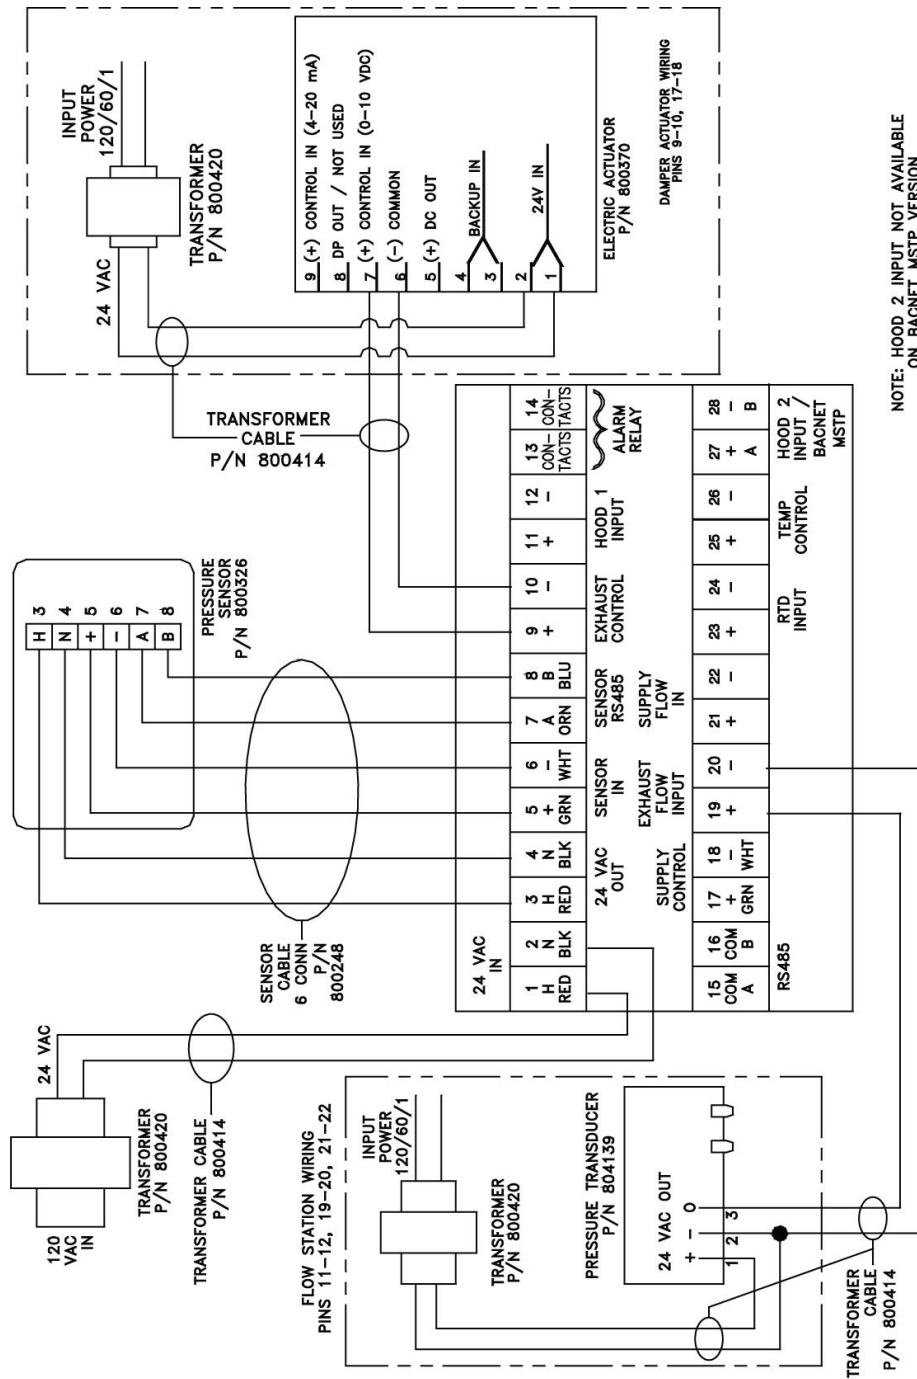 120
VAC
IN
24 VAC
TRANSFORMER
P/N 800420
TRANSFORMER CABLE
P/N 800414
SENSOR
CABLE
6 CONN
P/N
800248
H
N
+
-
A
B
3
4
5
6
7
8
PRESSURE
SENSOR
P/N 800326
TRANSFORMER
CABLE
P/N 800414
INPUT
POWER
120/60/1
24 VAC
TRANSFORMER
P/N 800420
9 (+) CONTROL IN (4-20 mA)
8 DP OUT / NOT USED
7 (+) CONTROL IN (0-10 VDC)
6 (-) COMMON
5 (+) DC OUT
4
3
BACKUP IN
2
1
24V IN
ELECTRIC ACTUATOR
P/N 800370
DAMPER ACTUATOR WIRING
PINS 9-10, 17-18
24 VAC
IN
1 H RED
2 N BLK
3 H RED
4 N BLK
5 + GRN
6 - WHT
7 A ORN
8 B BLU
9 +
10 -
11 +
12 -
13 CON-TACTS
14 CON-TACTS
24 VAC
OUT
SENSOR
IN
SENSOR
RS485
EXHAUST
CONTROL
HOOD 1
INPUT
ALARM
RELAY
SUPPLY
CONTROL
EXHAUST
FLOW
INPUT
SUPPLY
FLOW
IN
15 COM A
16 COM B
17 + GRN
18 - WHT
19 +
20 -
21 +
22 -
23 +
24 -
25 +
26 -
27 + A
28 - B
RS485
RTD
INPUT
TEMP
CONTROL
HOOD 2
INPUT /
BACNET
MSTP
FLOW STATION WIRING
PINS 11-12, 19-20, 21-22
INPUT
POWER
120/60/1
TRANSFORMER
P/N 800420
PRESSURE TRANSDUCER
P/N 804139
24 VAC OUT
+ - O
1 2 3
TRANSFORMER
CABLE
P/N 800414
NOTE: HOOD 2 INPUT NOT AVAILABLE
ON BACNET MSTP VERSION